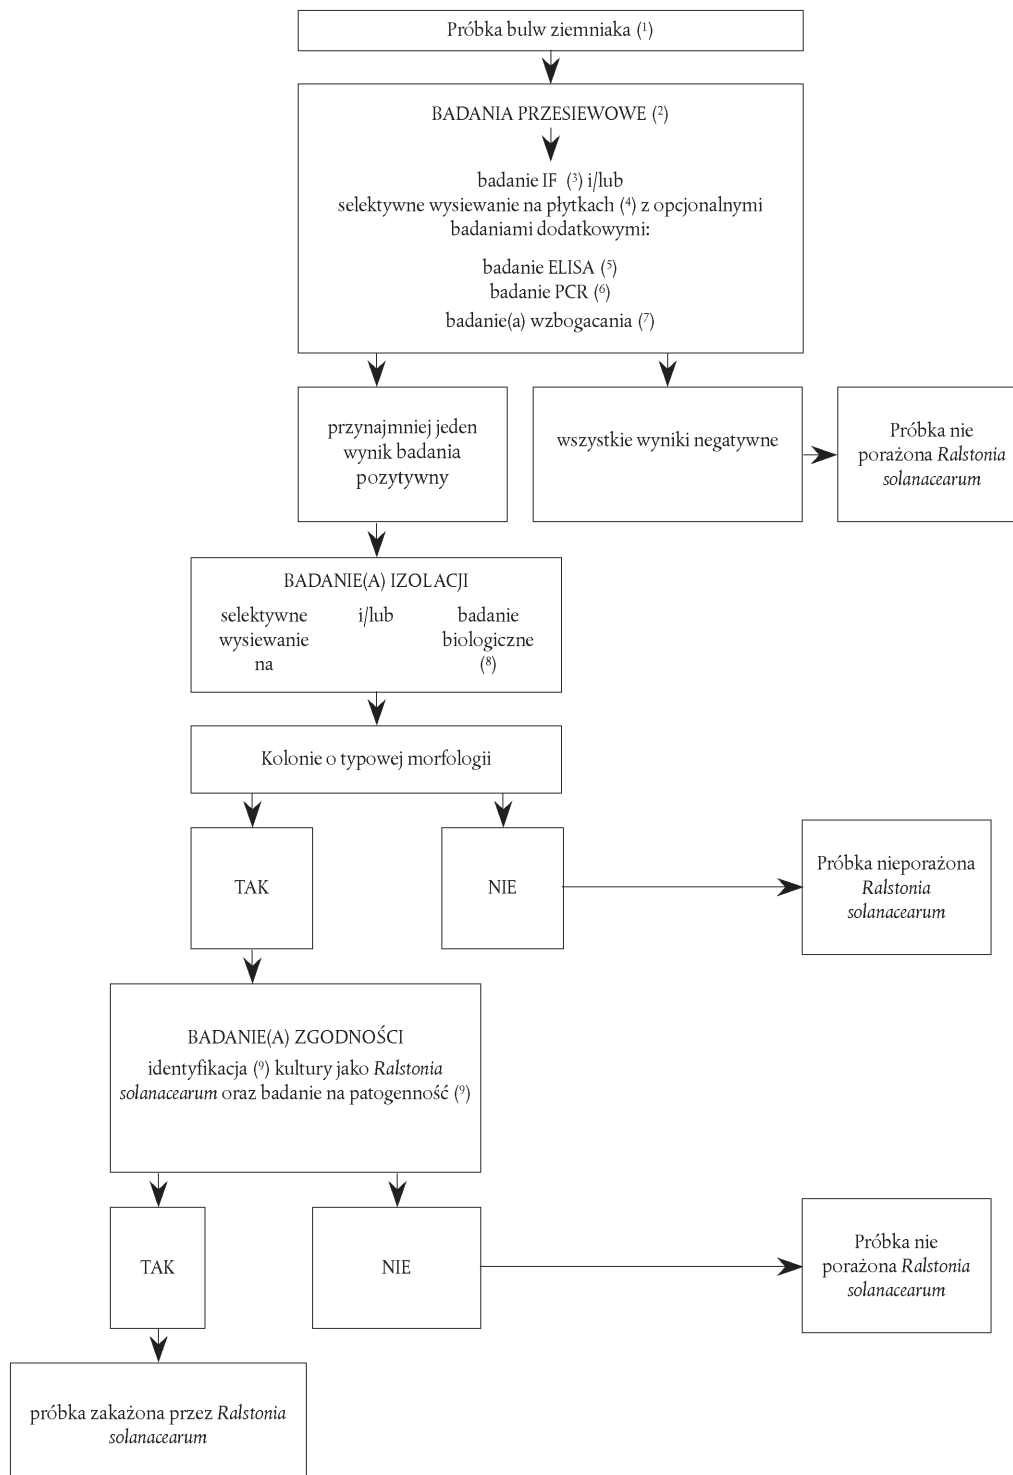 Próbka bulw ziemniaka (¹)
BADANIA PRZESIEWOWE (²)
badanie IF (³) i/lub
selektywne wysiewanie na płytkach (⁴) z opcjonalnymi
badaniami dodatkowymi:
badanie ELISA (⁵)
badanie PCR (⁶)
badanie(a) wzbogacania (⁷)
przynajmniej jeden
wynik badania
pozytywny
wszystkie wyniki negatywne
Próbka nie
porażona Ralstonia
solanacearum
BADANIE(A) IZOLACJI
selektywne i/lub badanie
wysiewanie biologiczne
na (⁸)
Kolonie o typowej morfologii
TAK
NIE
Próbka nieporażona
Ralstonia
solanacearum
BADANIE(A) ZGODNOŚCI
identyfikacja (⁹) kultury jako Ralstonia
solanacearum oraz badanie na patogenność (⁹)
TAK
NIE
Próbka nie
porażona Ralstonia
solanacearum
próbka zakażona przez Ralstonia
solanacearum